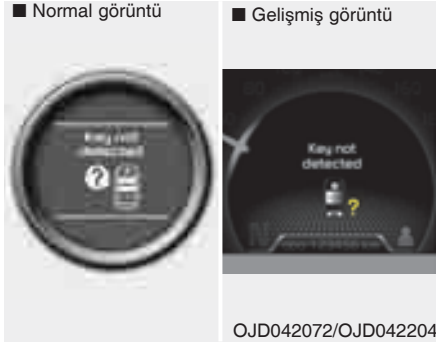 ■ Normal görüntü
Key not
detected
?
■ Gelişmiş görüntü
Key not
detected
?
OJD042072/OJD042204